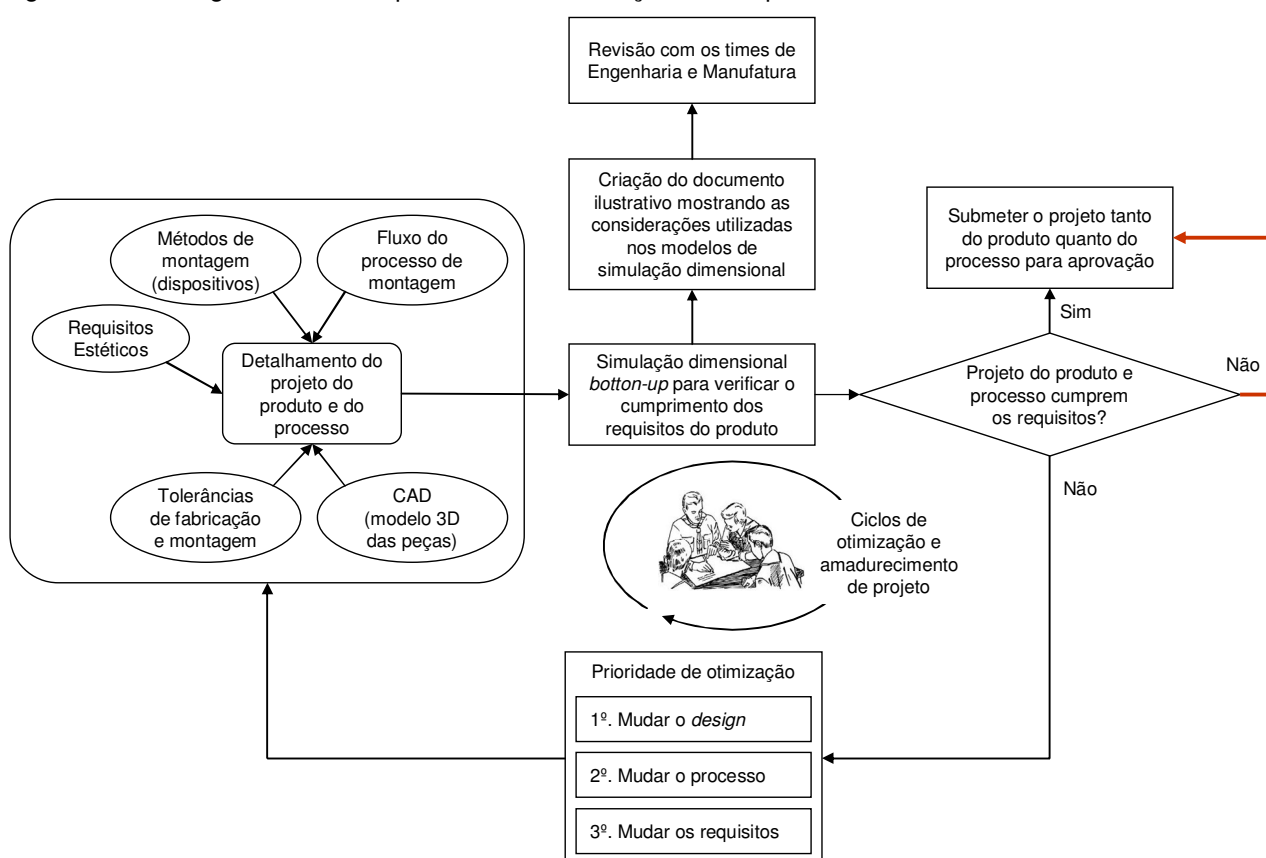 Revisão com os times de
Engenharia e Manufatura
Criação do documento
ilustrativo mostrando as
considerações utilizadas
nos modelos de
simulação dimensional
Submeter o projeto tanto
do produto quanto do
processo para aprovação
Métodos de
montagem
(dispositivos)
Fluxo do
processo de
montagem
Requisitos
Estéticos
Detalhamento do
projeto do
produto e do
processo
Tolerâncias
de fabricação
e montagem
CAD
(modelo 3D
das peças)
Simulação dimensional
botton-up para verificar o
cumprimento dos
requisitos do produto
Sim
Projeto do produto e
processo cumprem
os requisitos?
Não
Não
Ciclos de
otimização e
amadurecimento
de projeto
Prioridade de otimização
1º. Mudar o design
2º. Mudar o processo
3º. Mudar os requisitos